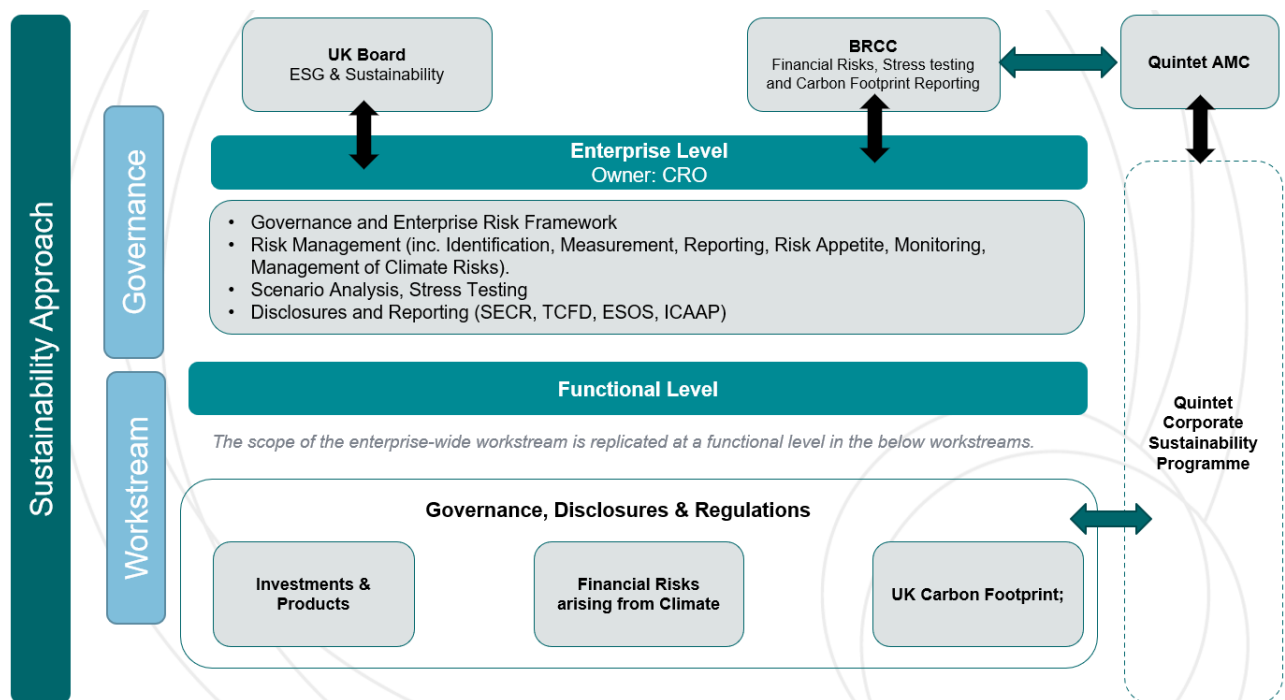 Sustainability Approach
Governance
Workstream
UK Board
ESG & Sustainability
BRCC
Financial Risks, Stress testing
and Carbon Footprint Reporting
Quintet AMC
Enterprise Level
Owner: CRO
• Governance and Enterprise Risk Framework
• Risk Management (inc. Identification, Measurement, Reporting, Risk Appetite, Monitoring,
Management of Climate Risks).
• Scenario Analysis, Stress Testing
• Disclosures and Reporting (SECR, TCFD, ESOS, ICAAP)
Functional Level
The scope of the enterprise-wide workstream is replicated at a functional level in the below workstreams.
Governance, Disclosures & Regulations
Investments &
Products
Financial Risks
arising from Climate
UK Carbon Footprint;
Quintet
Corporate
Sustainability
Programme